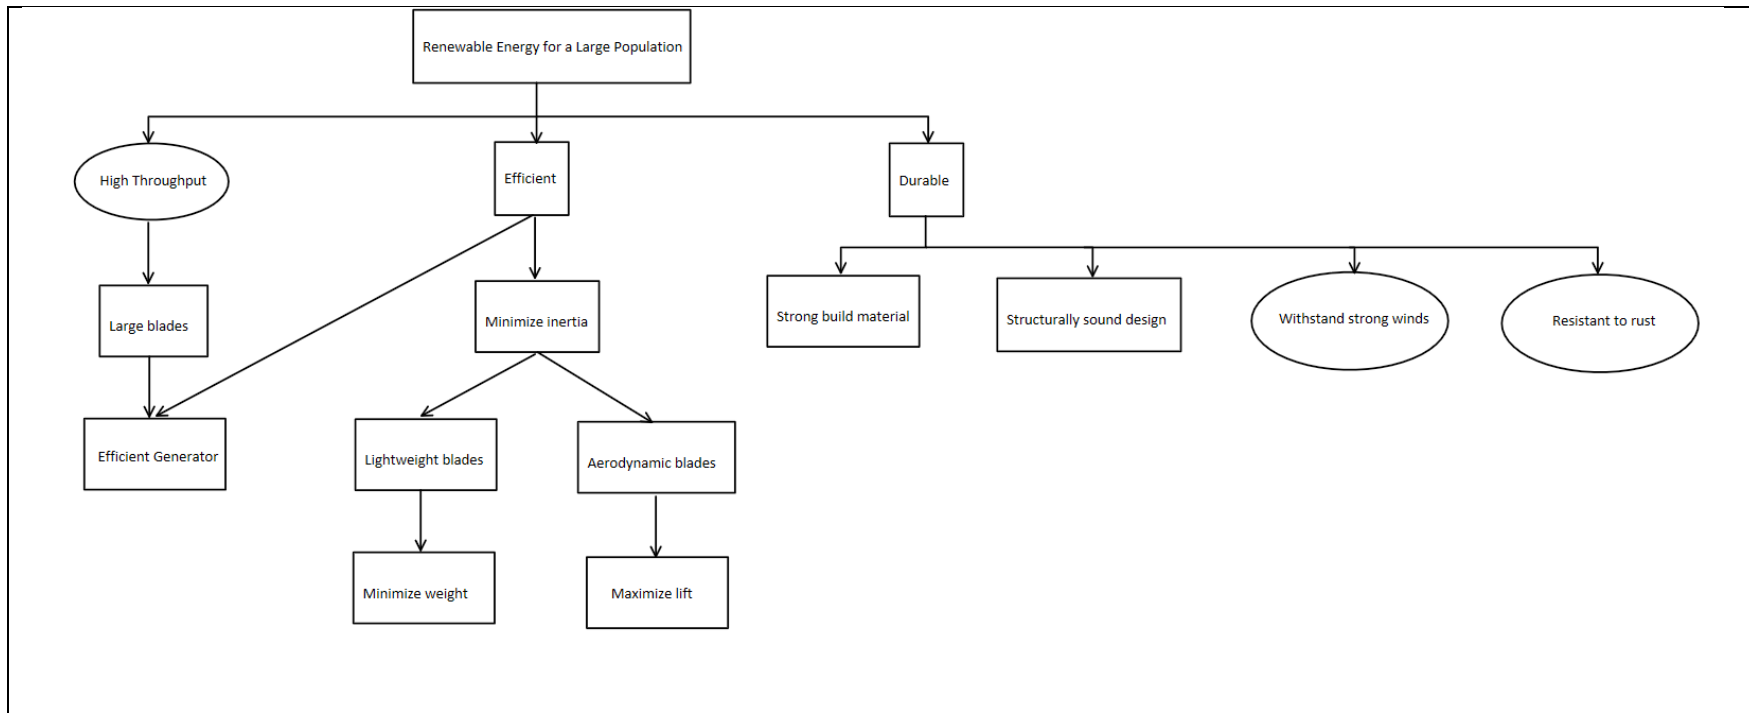 Renewable Energy for a Large Population
High Throughput
Efficient
Durable
Large blades
Minimize inertia
Strong build material
Structurally sound design
Withstand strong winds
Resistant to rust
Efficient Generator
Lightweight blades
Aerodynamic blades
Minimize weight
Maximize lift